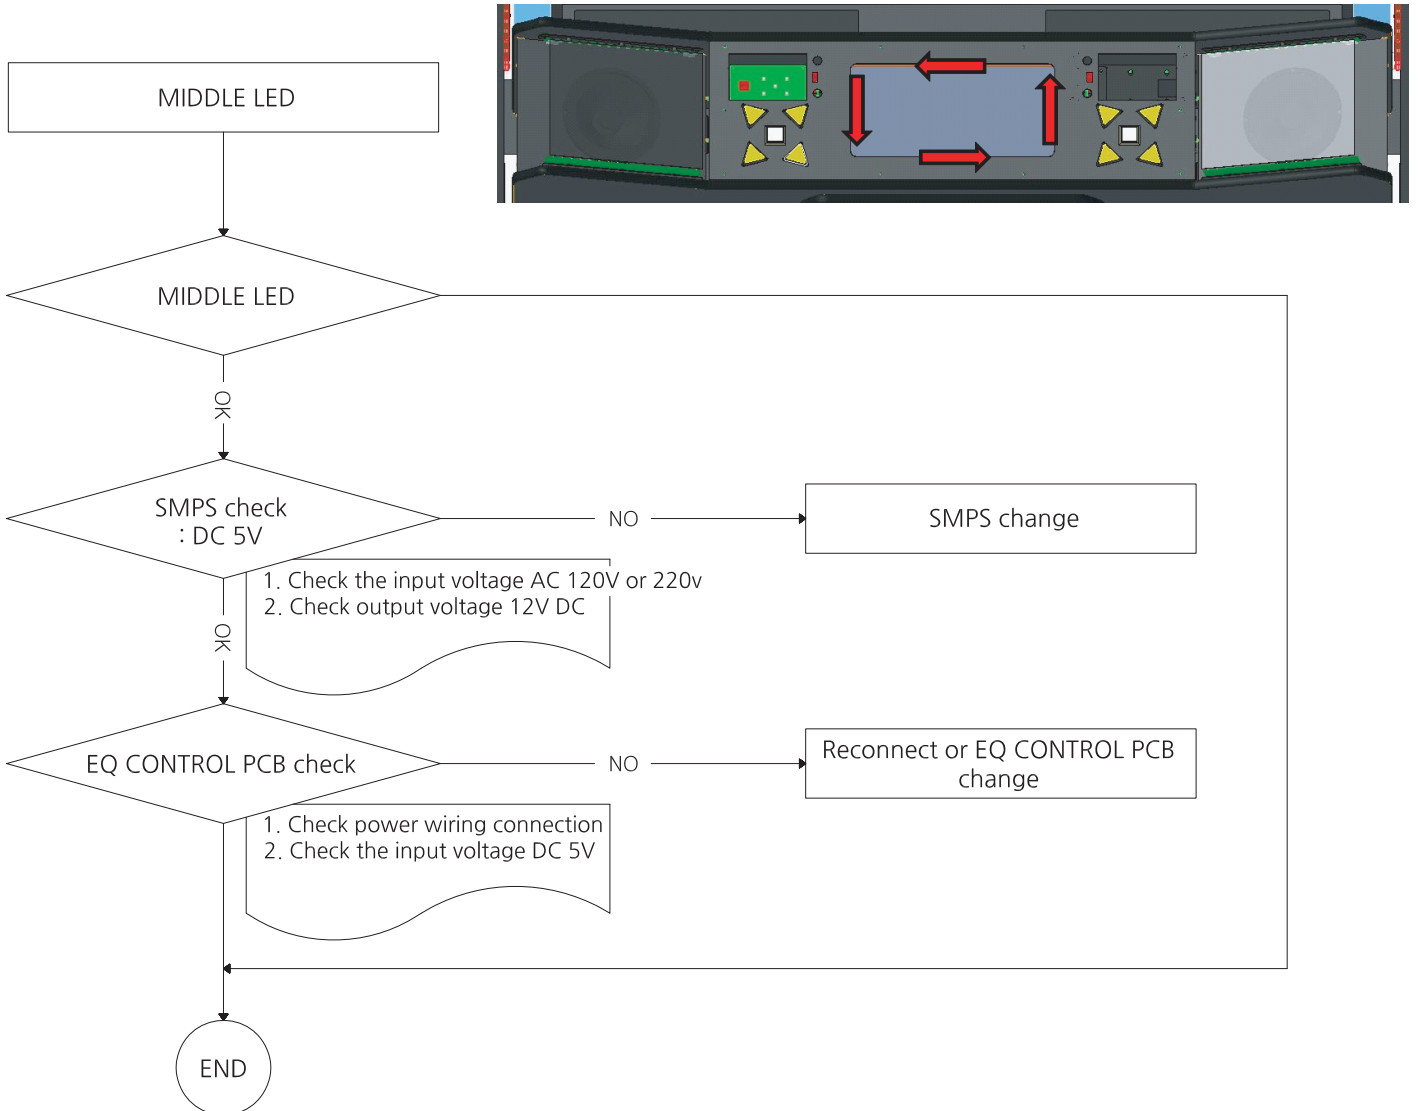 MIDDLE LED
MIDDLE LED
OK
SMPS check
: DC 5V
NO
SMPS change
1. Check the input voltage AC 120V or 220v
2. Check output voltage 12V DC
OK
EQ CONTROL PCB check
NO
Reconnect or EQ CONTROL PCB
change
1. Check power wiring connection
2. Check the input voltage DC 5V
END